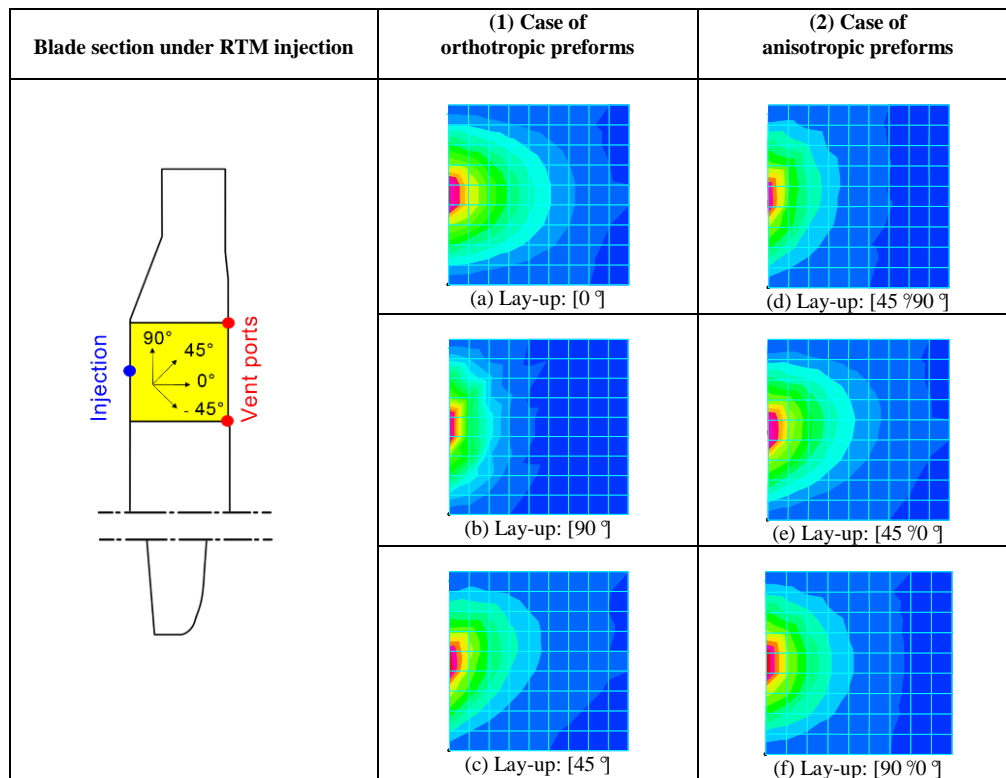 Blade section under RTM injection
(1) Case of
orthotropic preforms
(2) Case of
anisotropic preforms
Injection
90°
45°
0°
- 45°
Vent ports
(a) Lay-up: [0 °]
(b) Lay-up: [90 °]
(c) Lay-up: [45 °]
(d) Lay-up: [45 °/90 °]
(e) Lay-up: [45 °/0 °]
(f) Lay-up: [90 °/0 °]